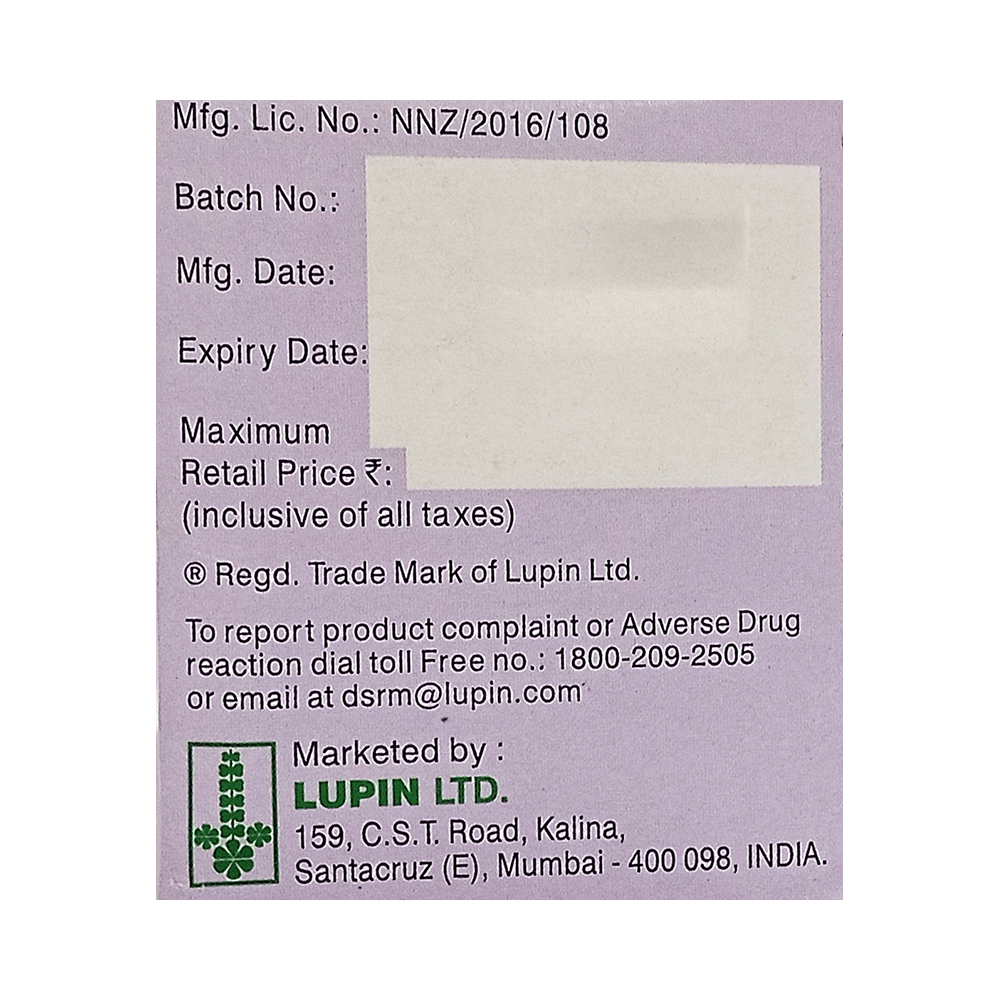 Mfg. Lic. No.: NNZ/2016/108
Batch No.:
Mfg. Date:
Expiry Date:
Maximum
Retail Price ₹:
(inclusive of all taxes)
® Regd. Trade Mark of Lupin Ltd.
To report product complaint or Adverse Drug
reaction dial toll Free no.: 1800-209-2505
or email at dsrm@lupin.com
Marketed by :
LUPIN LTD.
159, C.S.T. Road, Kalina,
Santacruz (E), Mumbai - 400 098, INDIA.